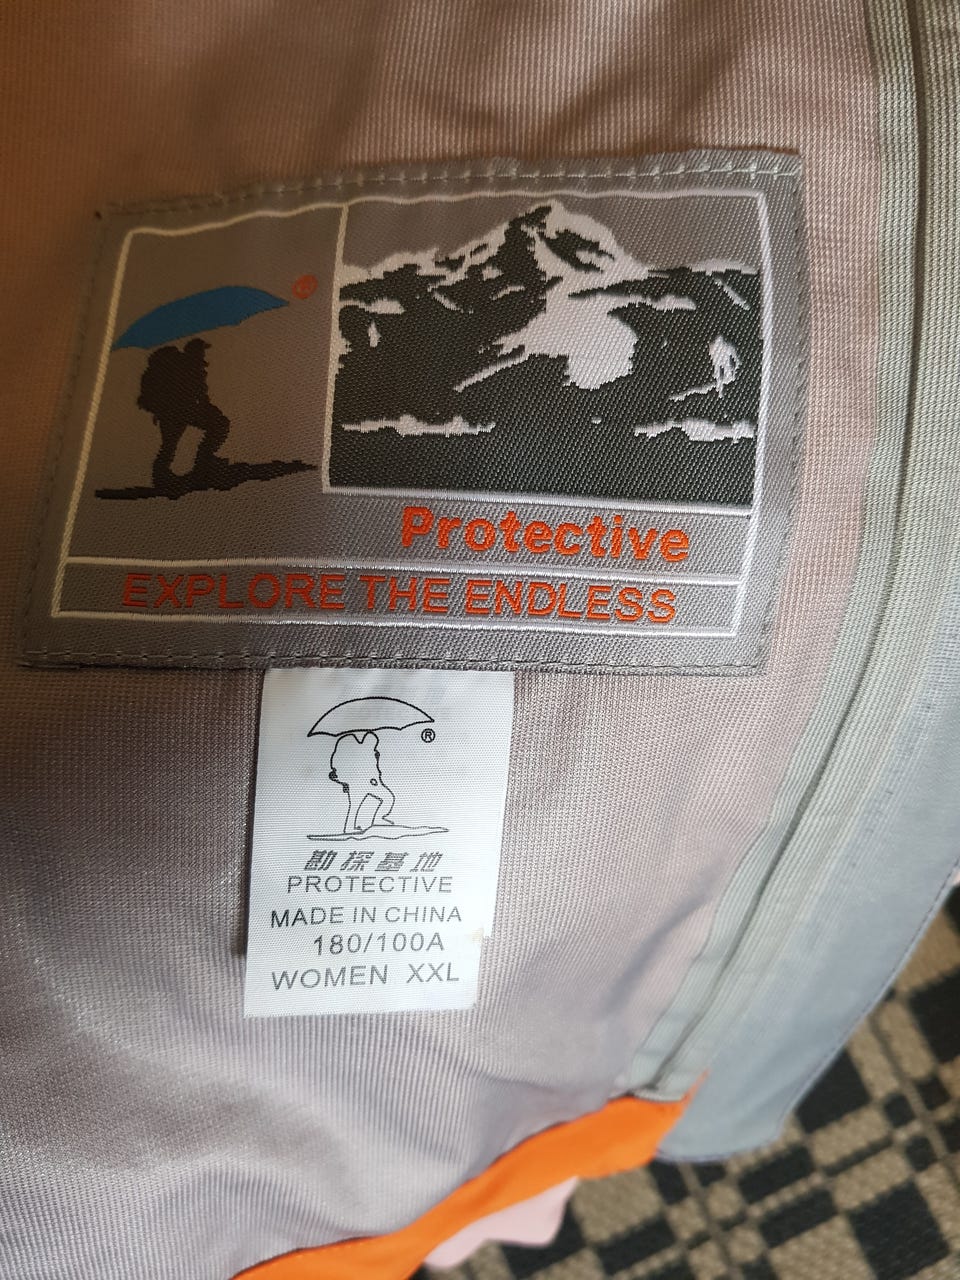 Protective
EXPLORE THE ENDLESS
®
勘探基地
PROTECTIVE
MADE IN CHINA
180/100A
WOMEN XXL